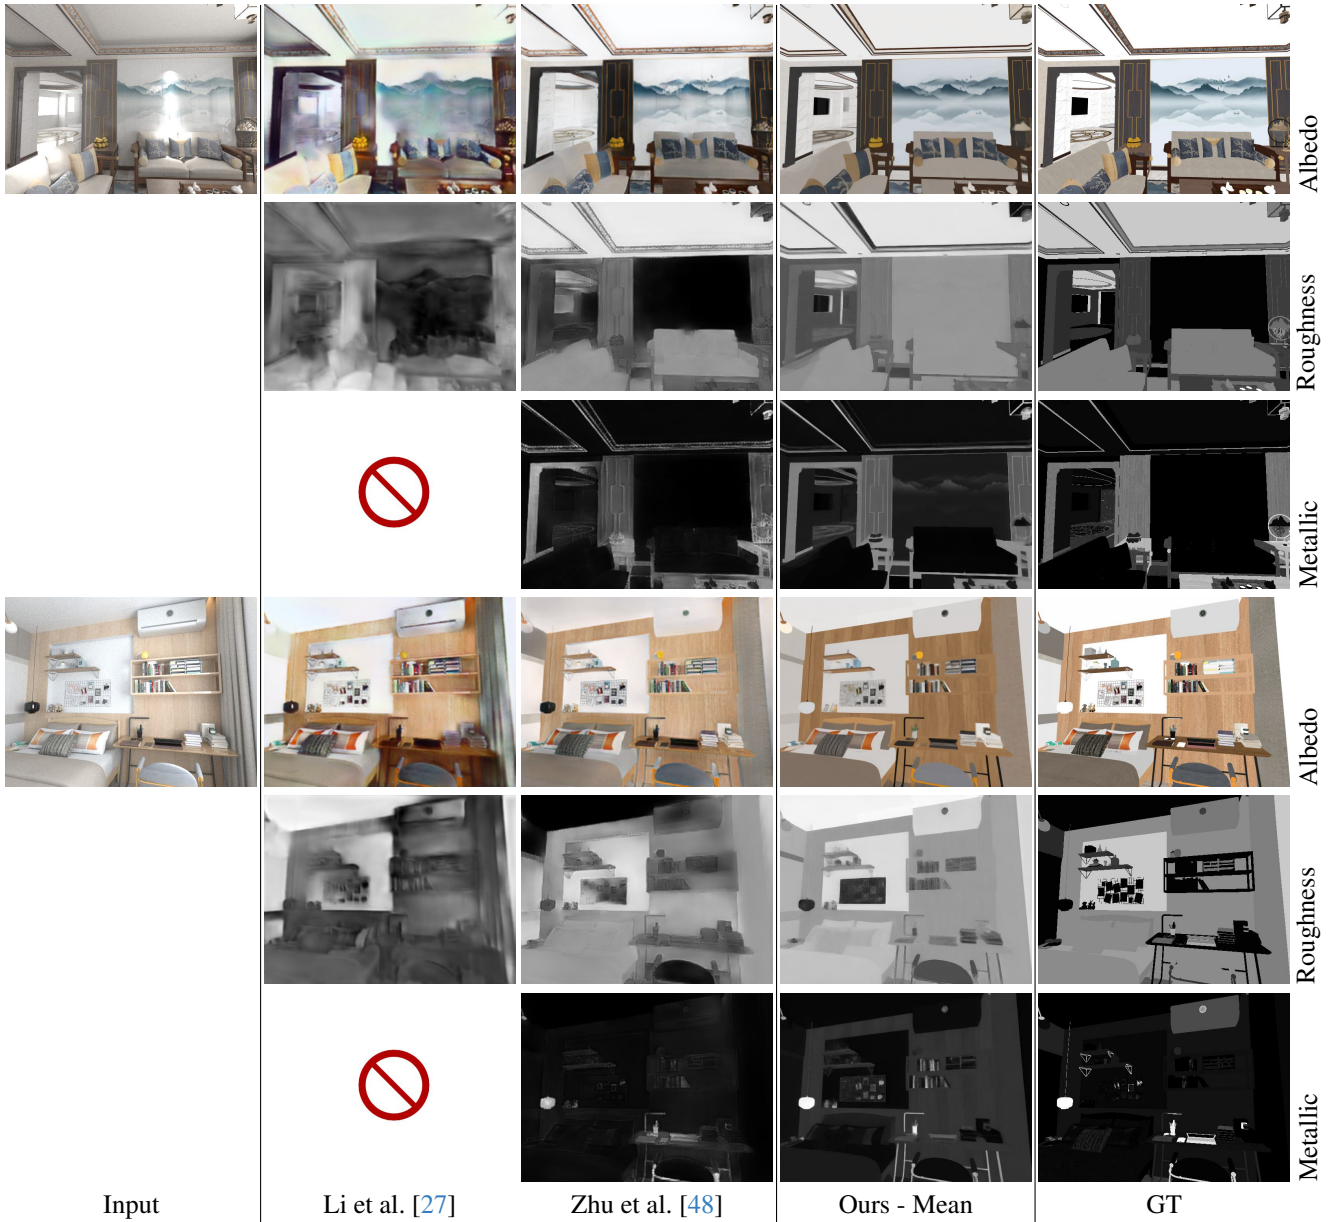 Albedo
Roughness
Metallic
Albedo
Roughness
Metallic
Input
Li et al. [27]
Zhu et al. [48]
Ours - Mean
GT